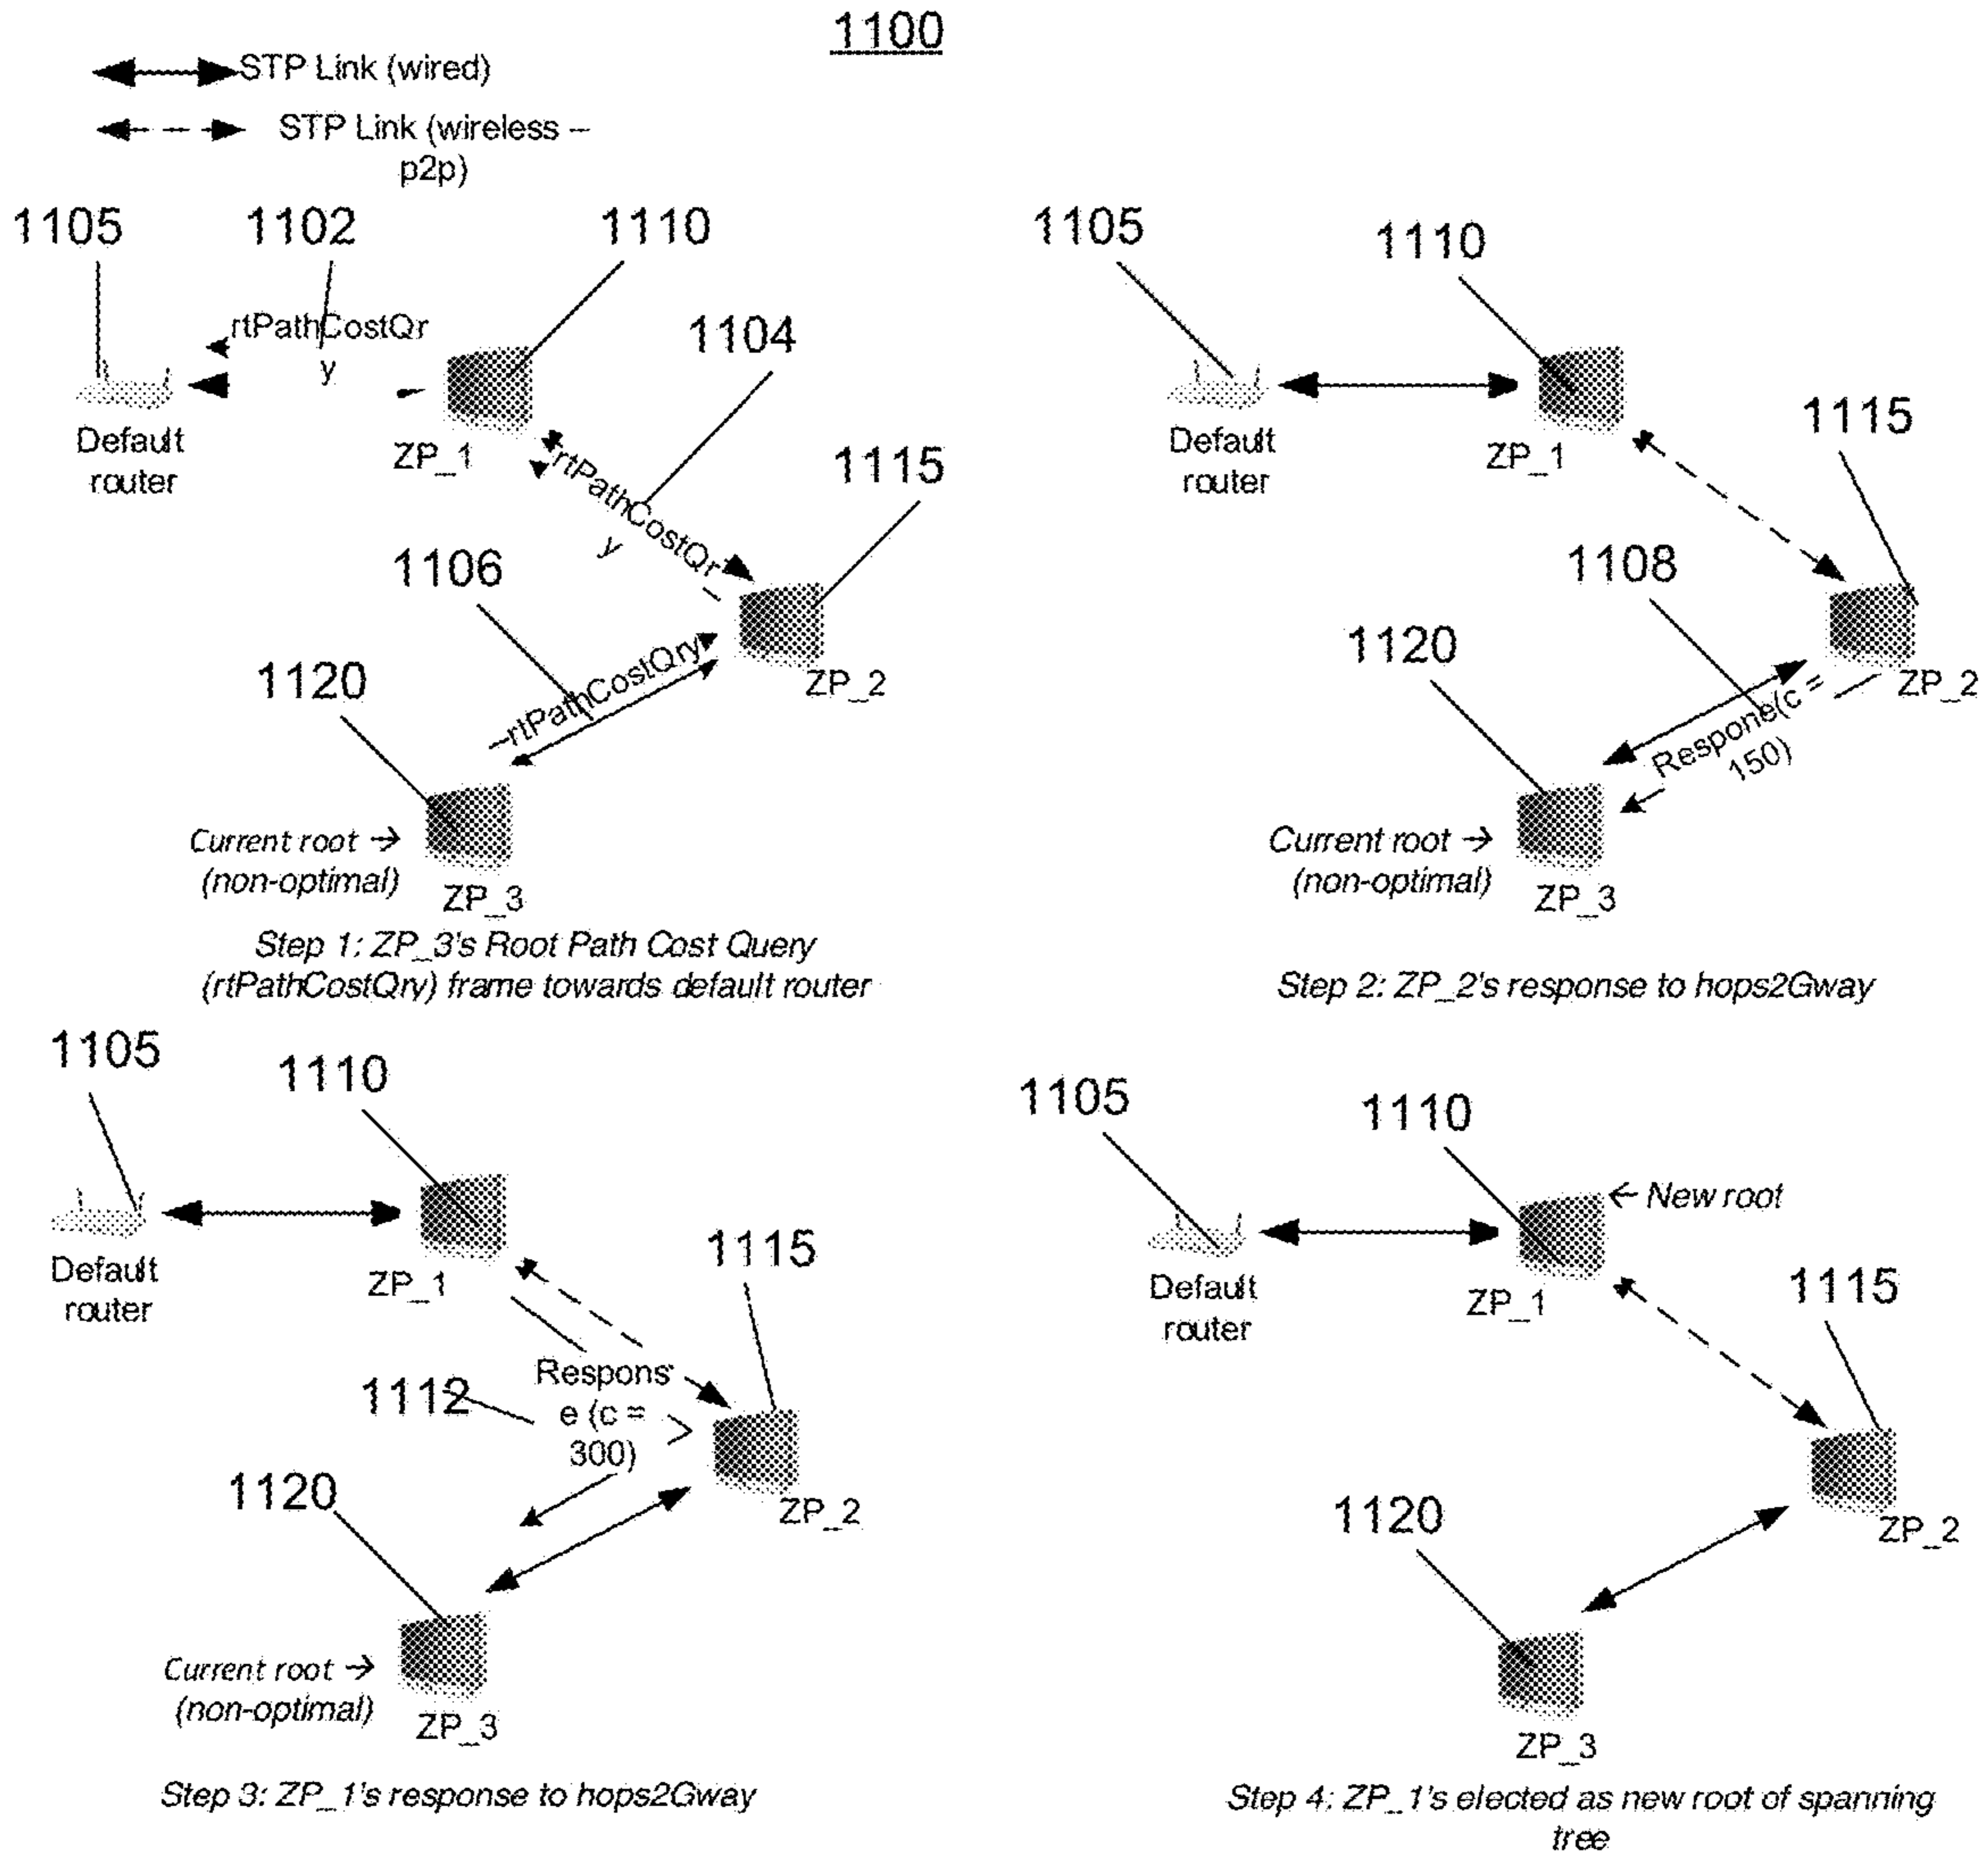 1100
STP Link (wired)
STP Link (wireless –
p2p)
1105
1102
1110
rtPathCostQr
y
1104
Default
router
ZP_1
rtPathCostQr
y
1115
1106
rtPathCostQry
ZP_2
1120
Current root →
(non-optimal)
ZP_3
Step 1: ZP_3's Root Path Cost Query
(rtPathCostQry) frame towards default router
1105
1110
Default
router
ZP_1
1115
1108
1120
Respone(c =
150)
ZP_2
Current root →
(non-optimal)
ZP_3
Step 2: ZP_2's response to hops2Gway
1105
1110
Default
router
ZP_1
1115
Respons
e (c =
300)
1112
ZP_2
1120
Current root →
(non-optimal)
ZP_3
Step 3: ZP_1's response to hops2Gway
1105
1110
← New root
Default
router
ZP_1
1115
ZP_2
1120
ZP_3
Step 4: ZP_1's elected as new root of spanning
tree